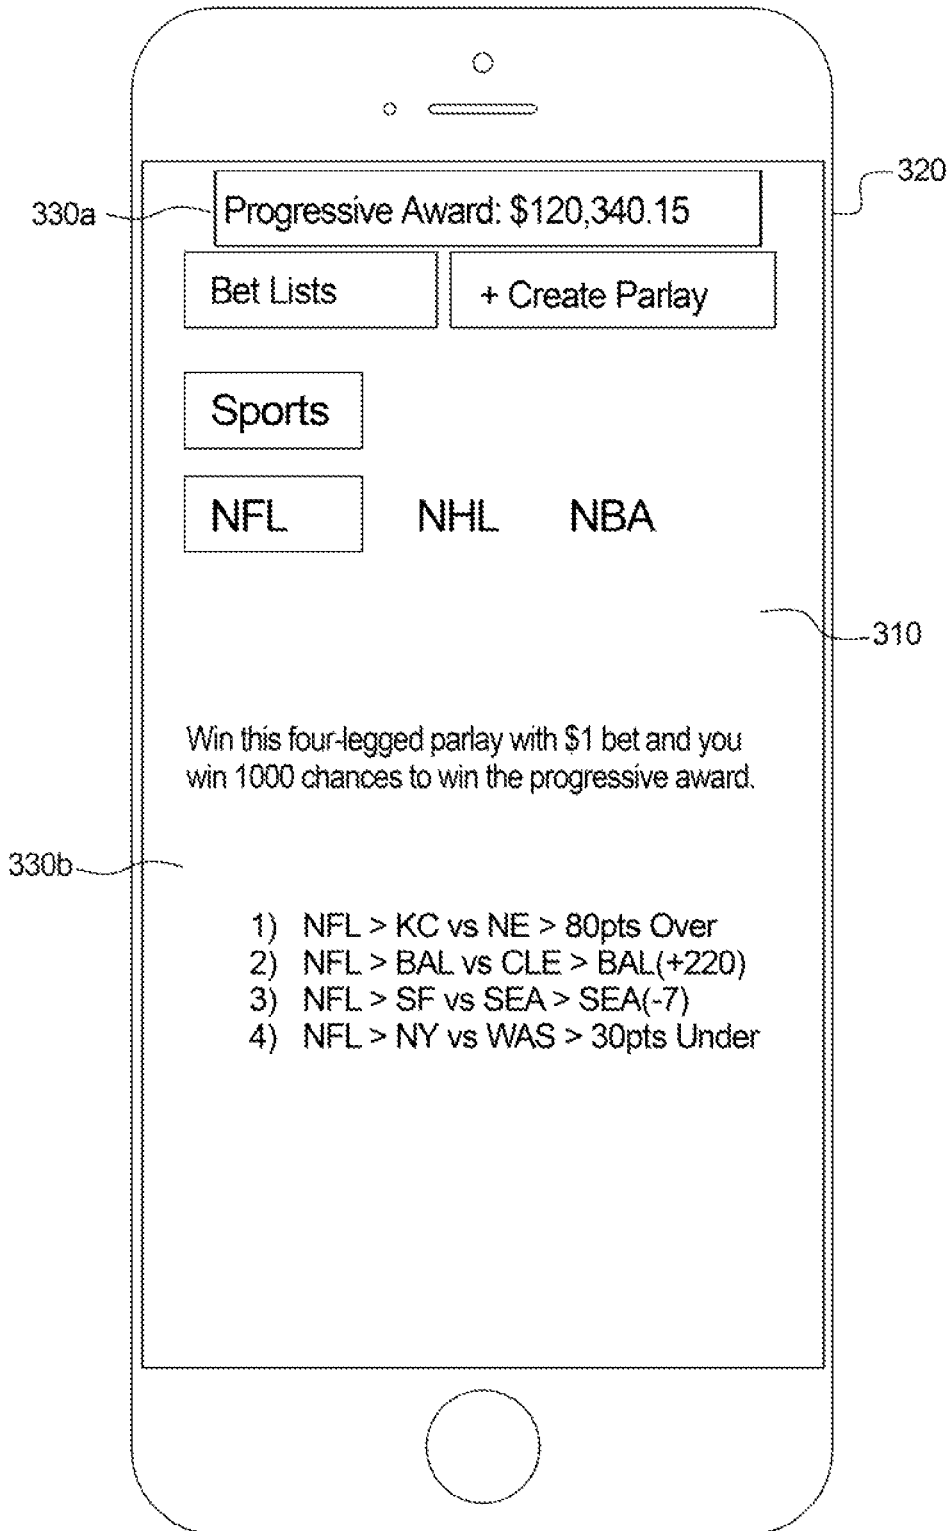 320
330a
Progressive Award: $120,340.15
Bet Lists
+ Create Parlay
Sports
NFL NHL NBA
310
Win this four-legged parlay with $1 bet and you
win 1000 chances to win the progressive award.
330b
1) NFL > KC vs NE > 80pts Over
2) NFL > BAL vs CLE > BAL(+220)
3) NFL > SF vs SEA > SEA(-7)
4) NFL > NY vs WAS > 30pts Under